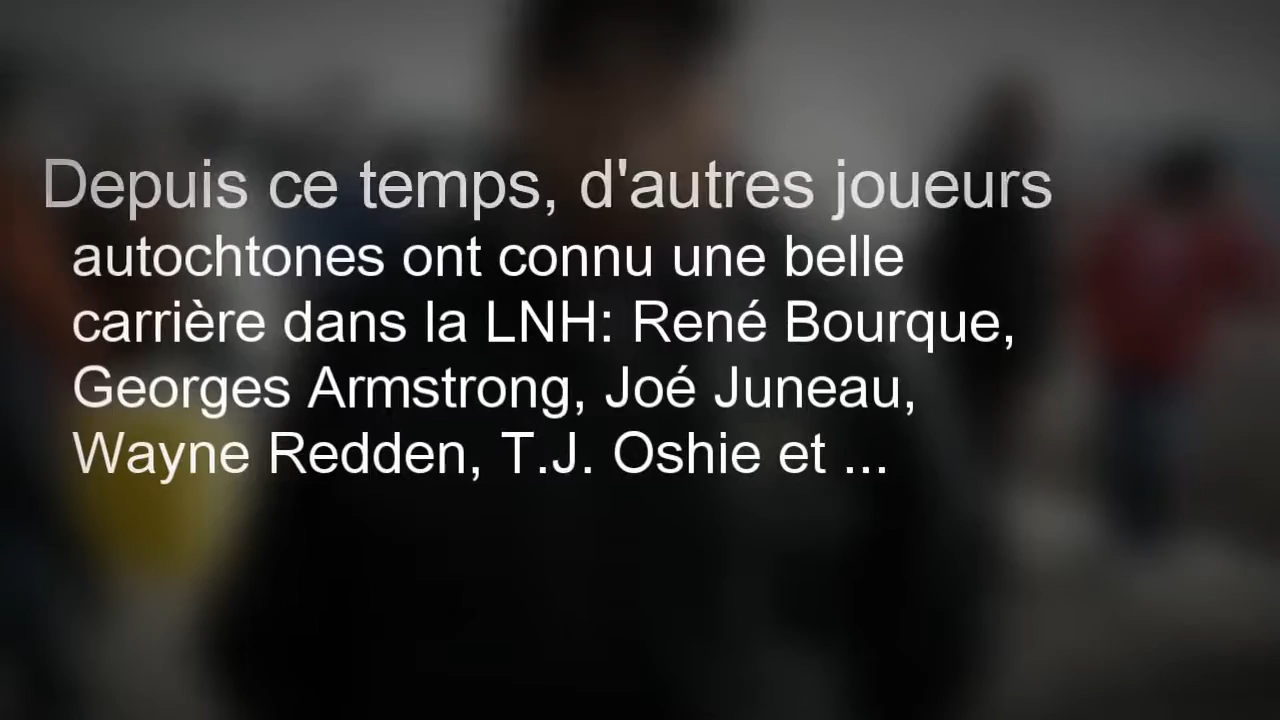 Depuis ce temps, d'autres joueurs
autochtones ont connu une belle
carrière dans la LNH: René Bourque,
Georges Armstrong, Joé Juneau,
Wayne Redden, T.J. Oshie et ...